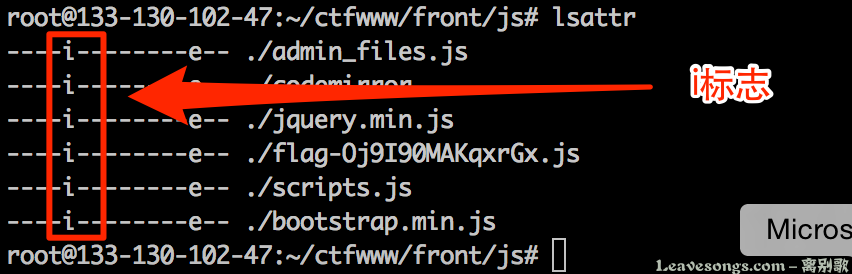 root@133-130-102-47:~/ctfwww/front/js# lsattr
----i--------e-- ./admin_files.js
----i--------e-- ./codemirror
i标志
----i--------e-- ./jquery.min.js
----i--------e-- ./flag-Oj9I90MAKqxrGx.js
----i--------e-- ./scripts.js
----i--------e-- ./bootstrap.min.js
Micros
root@133-130-102-47:~/ctfwww/front/js#
Leavesongs.com - 离别歌